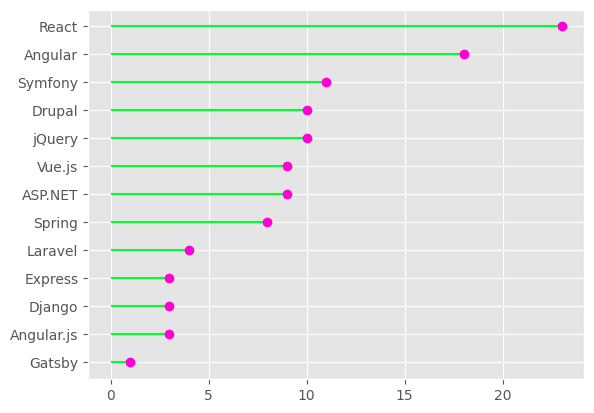 React
Angular
Symfony
Drupal
jQuery
Vue.js
ASP.NET
Spring
Laravel
Express
Django
Angular.js
Gatsby
0 5 10 15 20